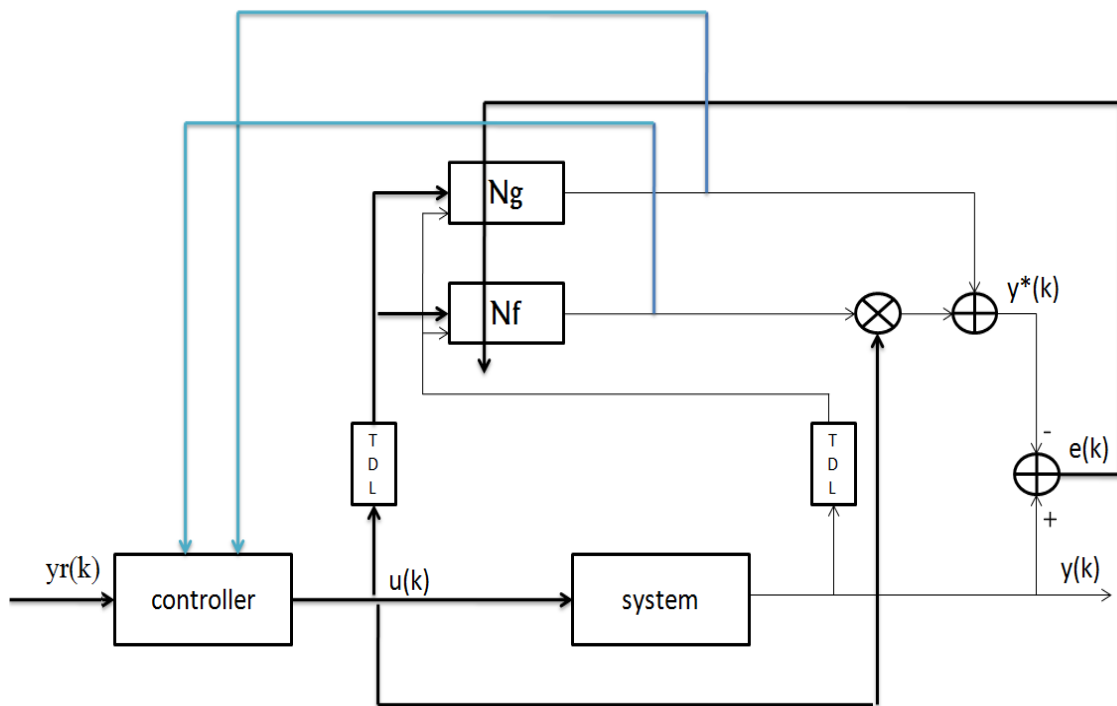 Ng
Nf
y*(k)
T
D
L
T
D
L
-
e(k)
+
yr(k)
controller
u(k)
system
y(k)